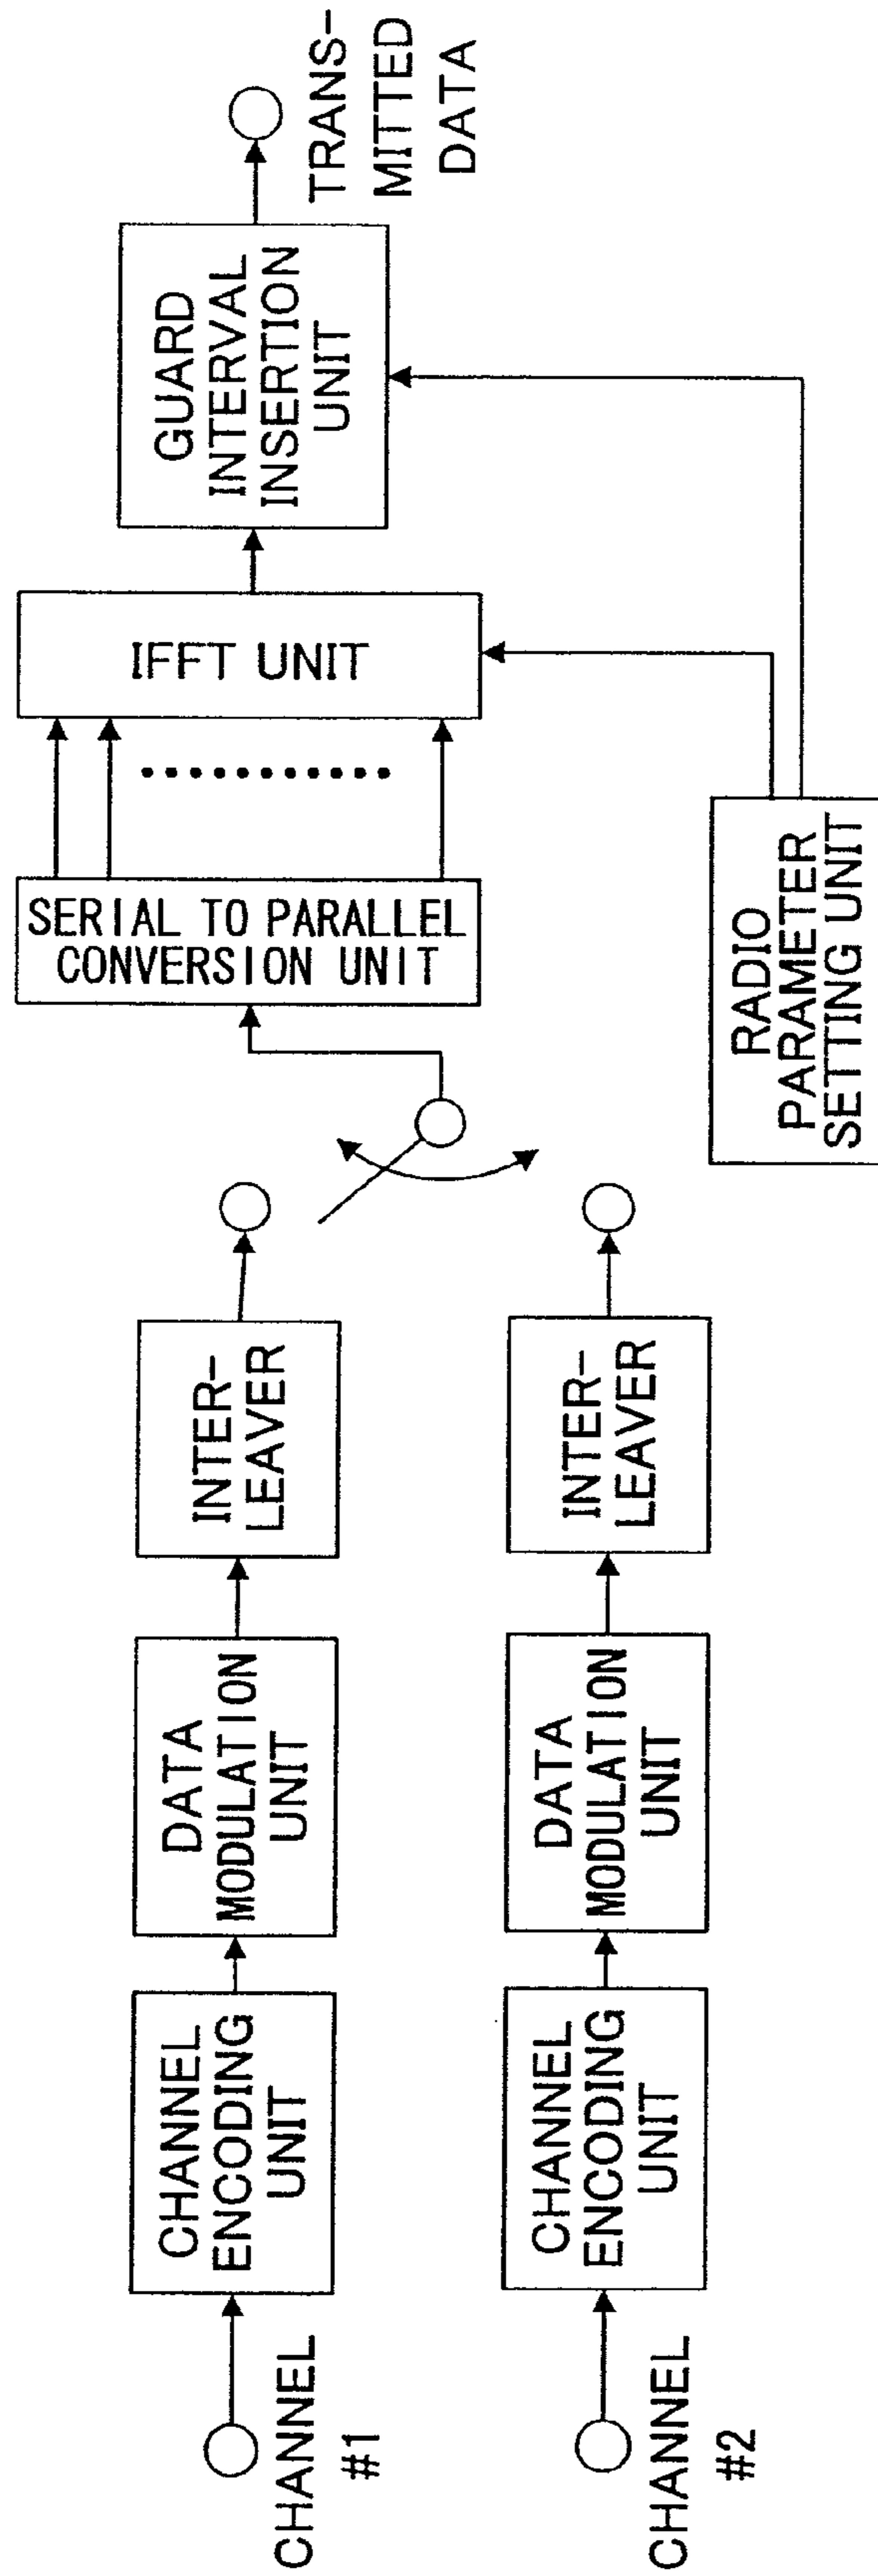 CHANNEL
#1
CHANNEL
ENCODING
UNIT
DATA
MODULATION
UNIT
INTER-
LEAVER
CHANNEL
#2
CHANNEL
ENCODING
UNIT
DATA
MODULATION
UNIT
INTER-
LEAVER
SERIAL TO PARALLEL
CONVERSION UNIT
IFFT UNIT
GUARD
INTERVAL
INSERTION
UNIT
TRANS-
MITTED
DATA
RADIO
PARAMETER
SETTING UNIT